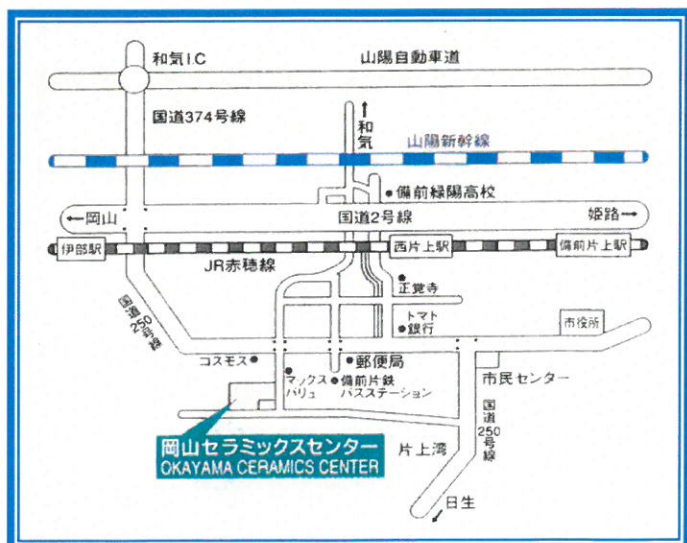 和気I.C
山陽自動車道
国道374号線
和気
山陽新幹線
備前緑陽高校
←岡山
国道2号線
姫路→
伊部駅
西片上駅
備前片上駅
JR赤穂線
正覚寺
国道250号線
トマト
銀行
市役所
コスモス
郵便局
マックス
バリュ
備前片鉄
バスステーション
市民センター
国道250号線
岡山セラミックスセンター
OKAYAMA CERAMICS CENTER
片上湾
日生